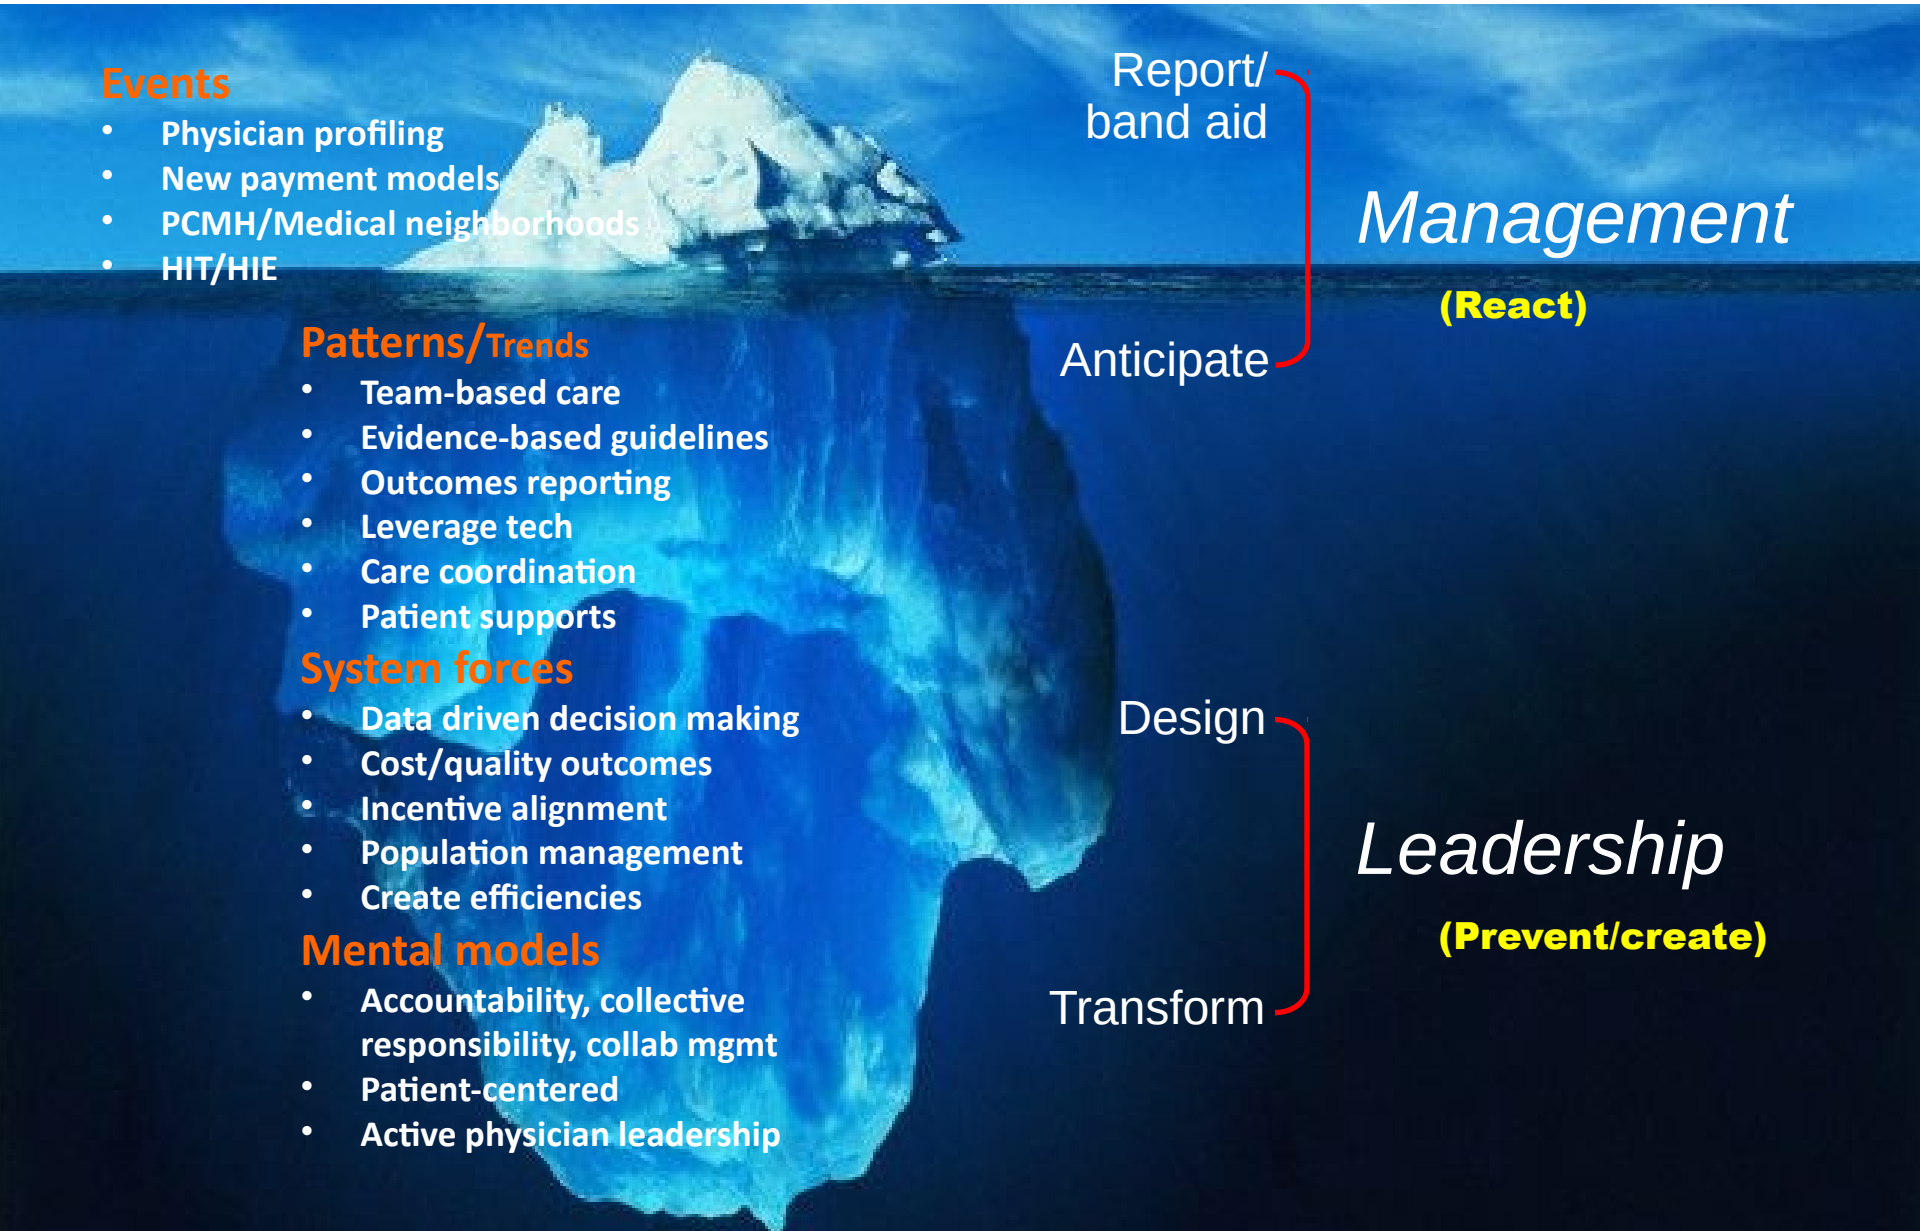 Events
• Physician profiling
• New payment models
• PCMH/Medical neighborhoods
• HIT/HIE
Patterns/Trends
• Team-based care
• Evidence-based guidelines
• Outcomes reporting
• Leverage tech
• Care coordination
• Patient supports
System forces
• Data driven decision making
• Cost/quality outcomes
• Incentive alignment
• Population management
• Create efficiencies
Mental models
• Accountability, collective
responsibility, collab mgmt
• Patient-centered
• Active physician leadership
Report/
band aid
Anticipate
Management
(React)
Design
Transform
Leadership
(Prevent/create)